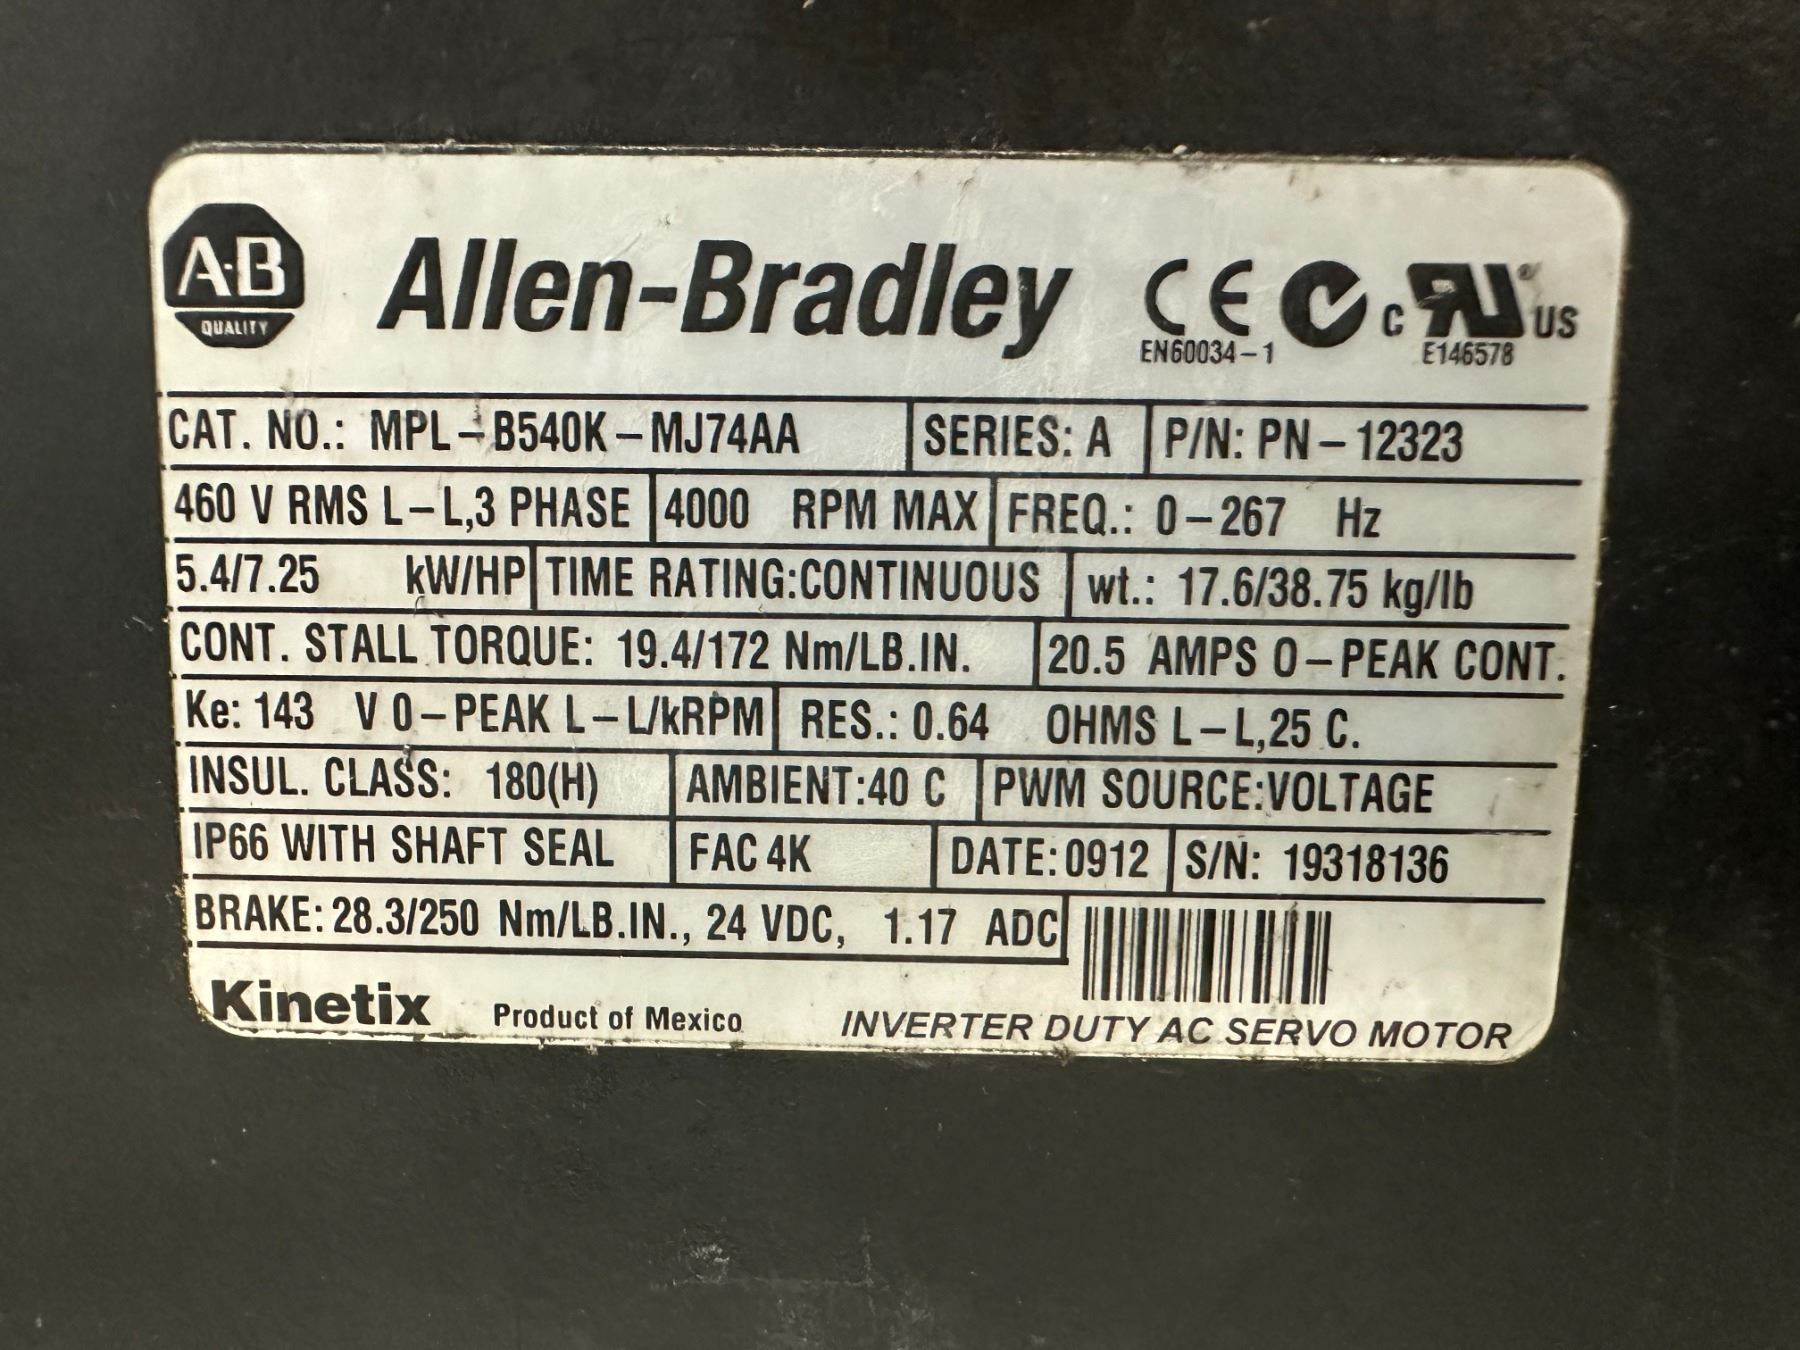 A-B
QUALITY
Allen-Bradley
CE
EN60034-1
c RU® US
E146578
CAT. NO.: MPL-B540K-MJ74AA SERIES: A P/N: PN-12323
460 V RMS L-L,3 PHASE 4000 RPM MAX FREQ.: 0-267 Hz
5.4/7.25 kW/HP TIME RATING:CONTINUOUS wt.: 17.6/38.75 kg/lb
CONT. STALL TORQUE: 19.4/172 Nm/LB.IN. 20.5 AMPS 0-PEAK CONT.
Ke: 143 V 0-PEAK L-L/kRPM RES.: 0.64 OHMS L-L,25 C.
INSUL. CLASS: 180(H) AMBIENT:40 C PWM SOURCE:VOLTAGE
IP66 WITH SHAFT SEAL FAC 4K DATE:0912 S/N: 19318136
BRAKE: 28.3/250 Nm/LB.IN., 24 VDC, 1.17 ADC
Kinetix Product of Mexico INVERTER DUTY AC SERVO MOTOR